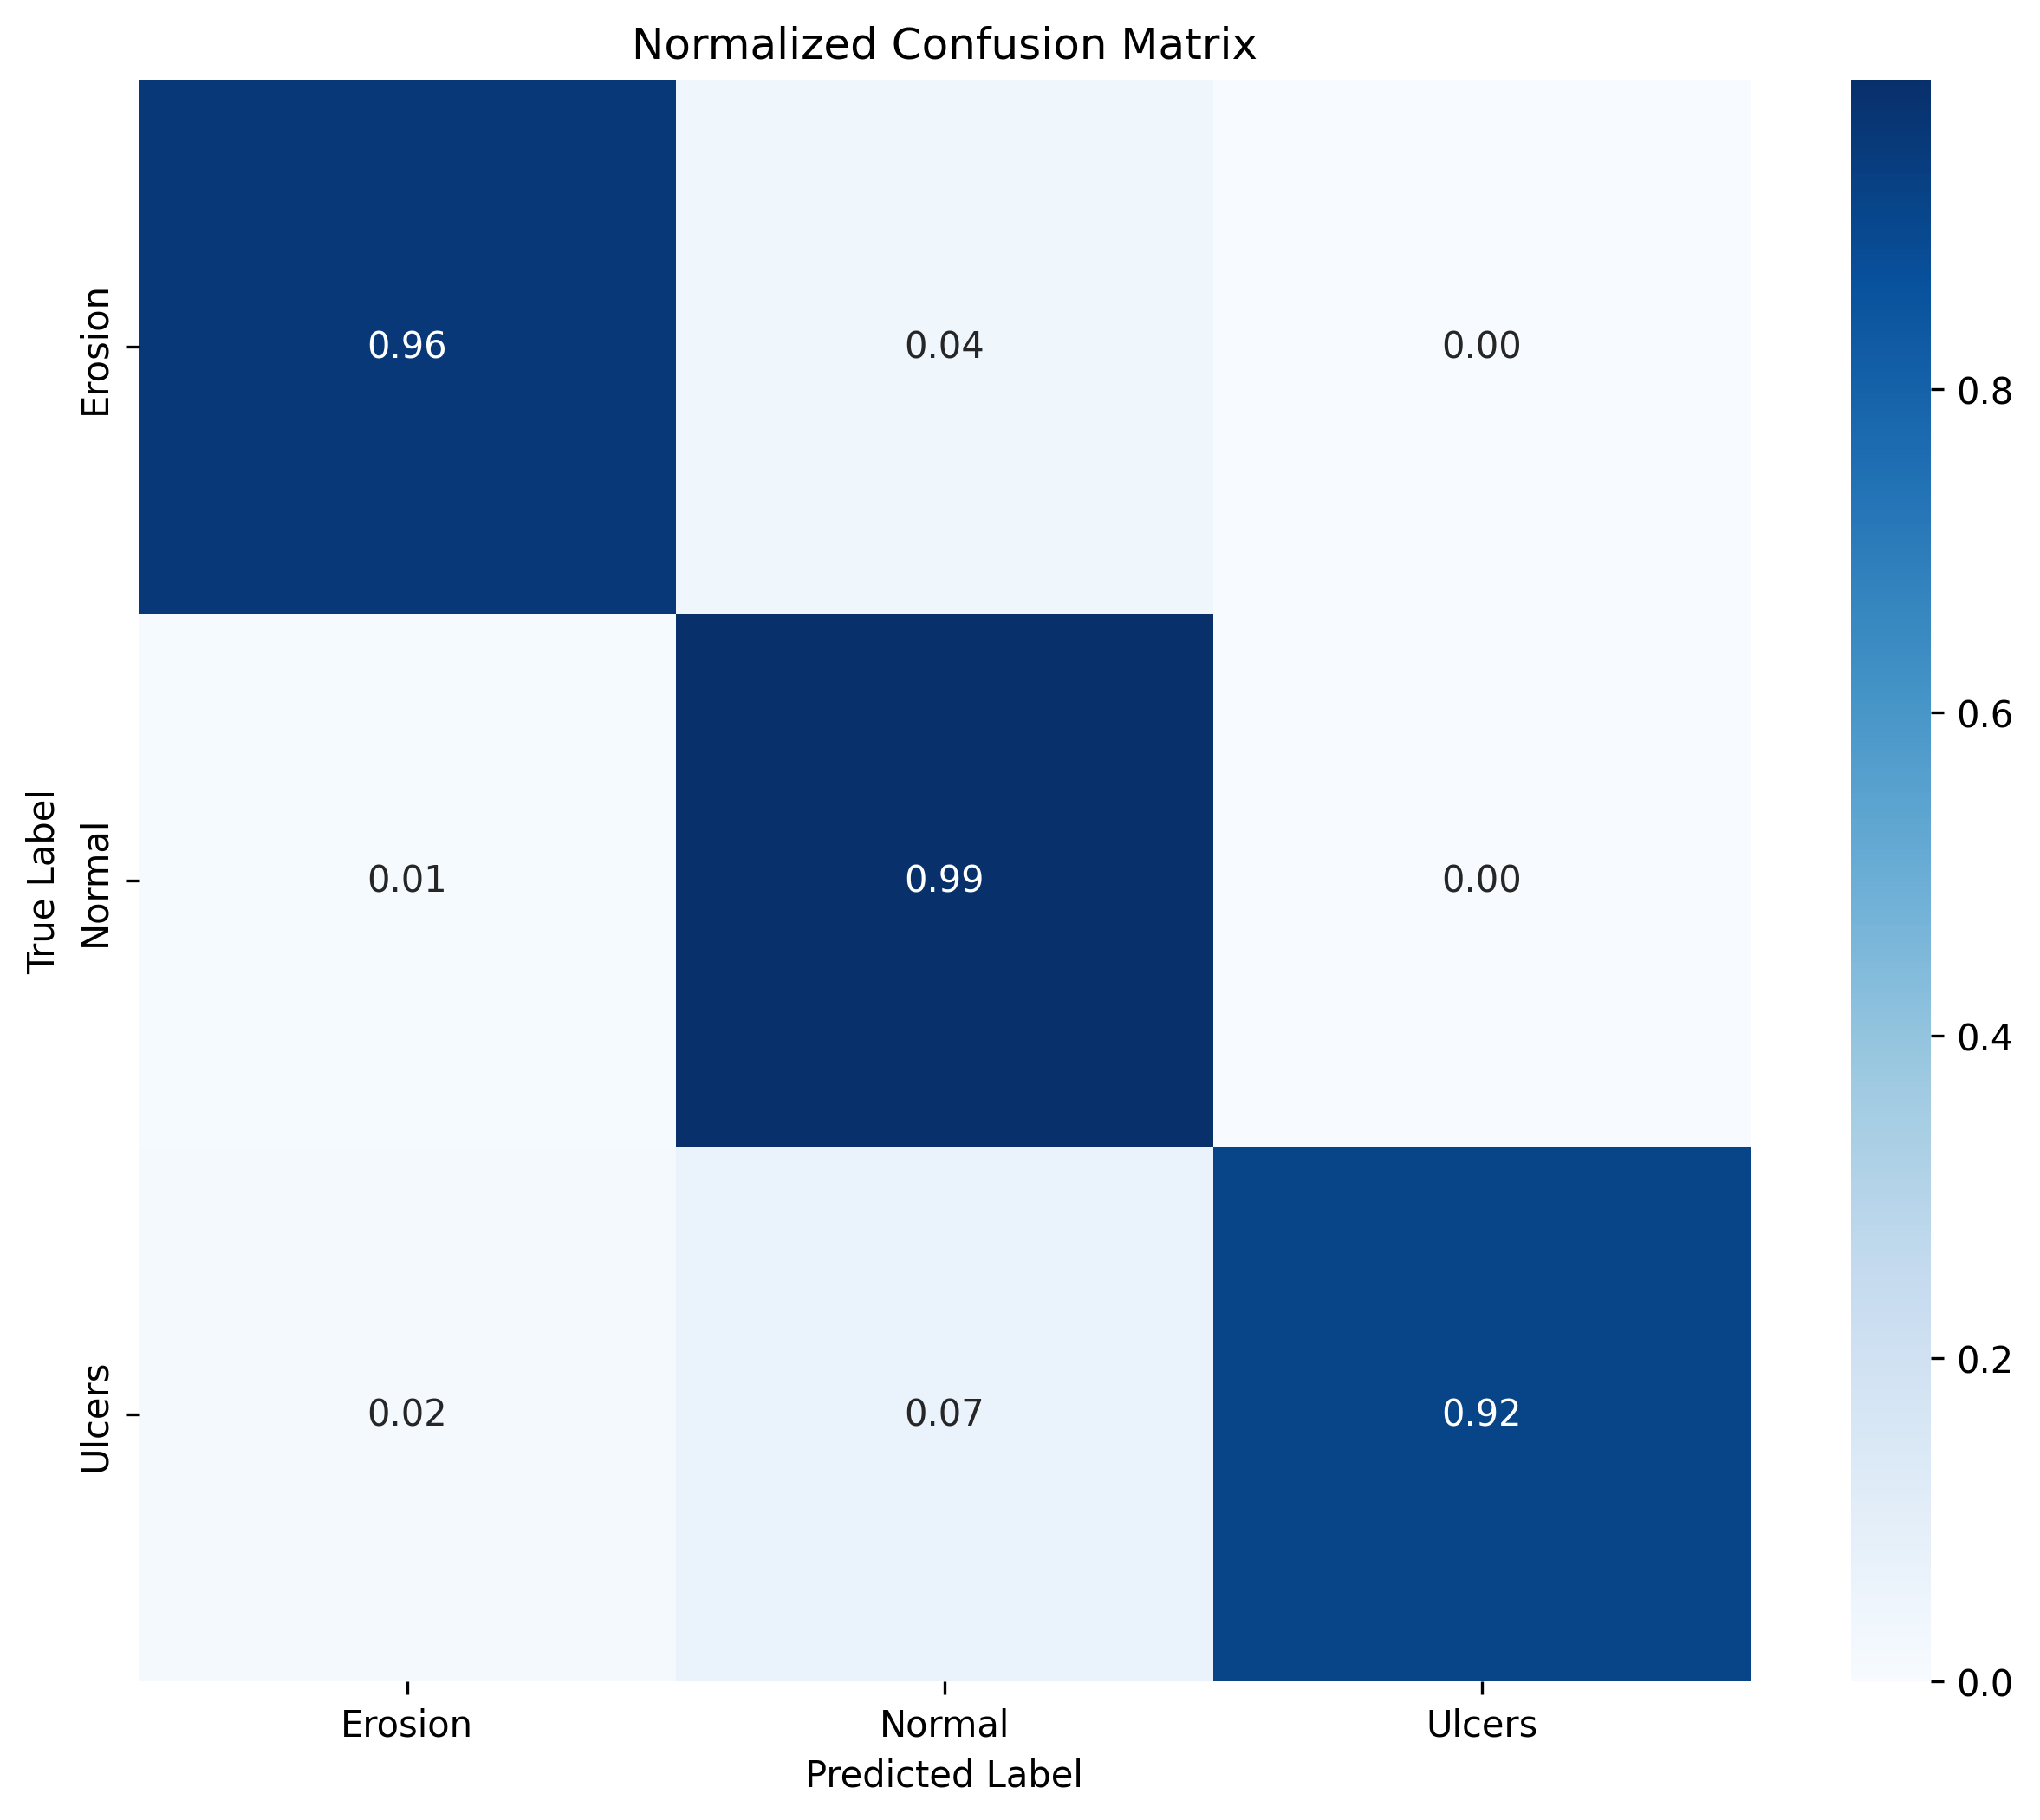 Normalized Confusion Matrix
True Label
Erosion
0.96 0.04 0.00
Normal
0.01 0.99 0.00
Ulcers
0.02 0.07 0.92
Erosion Normal Ulcers
Predicted Label
0.8
0.6
0.4
0.2
0.0